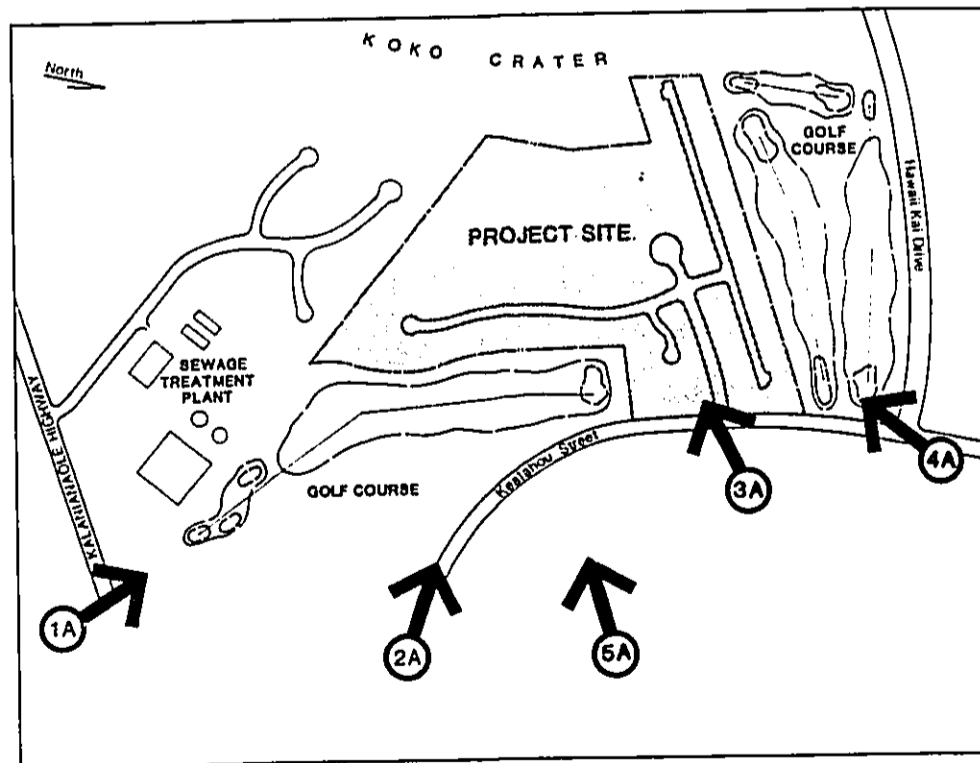 KOKO CRATER
North
GOLF
COURSE
Hawaii Kai Drive
PROJECT SITE.
SEWAGE
TREATMENT
PLANT
KALANIANAOLE HIGHWAY
GOLF COURSE
Kealahou Street
1A
2A
3A
4A
5A